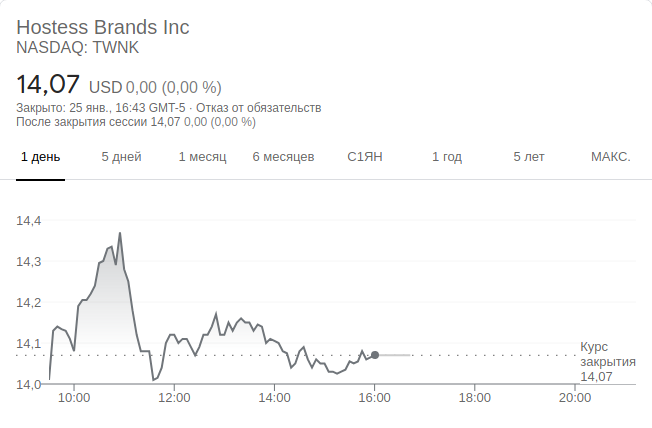 Hostess Brands Inc
NASDAQ: TWNK
14,07 USD 0,00 (0,00 %)
Закрыто: 25 янв., 16:43 GMT-5 · Отказ от обязательств
После закрытия сессии 14,07 0,00 (0,00 %)
1 день 5 дней 1 месяц 6 месяцев С1ЯН 1 год 5 лет МАКС.
14,4
14,3
14,2
14,1
14,0
Курс
закрытия
14,07
10:00 12:00 14:00 16:00 18:00 20:00